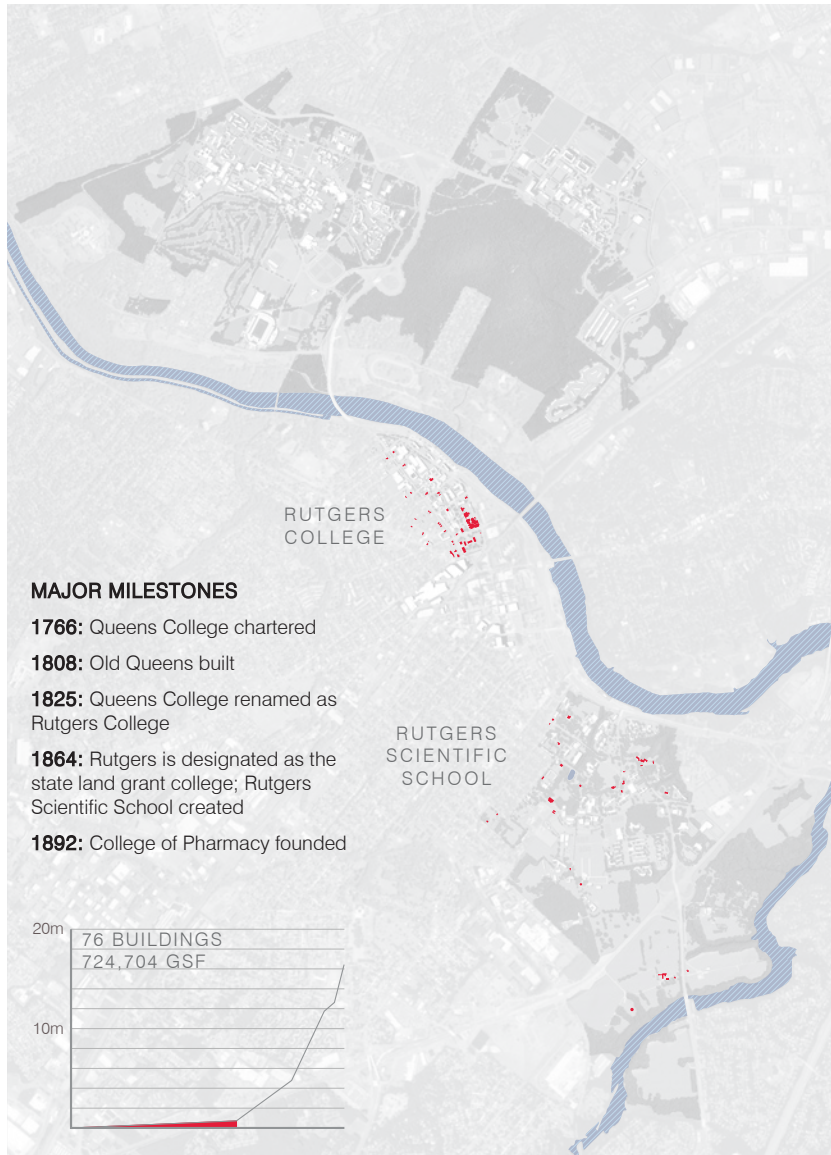 RUTGERS
COLLEGE
MAJOR MILESTONES
1766: Queens College chartered
1808: Old Queens built
1825: Queens College renamed as
Rutgers College
1864: Rutgers is designated as the
state land grant college; Rutgers
Scientific School created
1892: College of Pharmacy founded
RUTGERS
SCIENTIFIC
SCHOOL
20m
76 BUILDINGS
724,704 GSF
10m